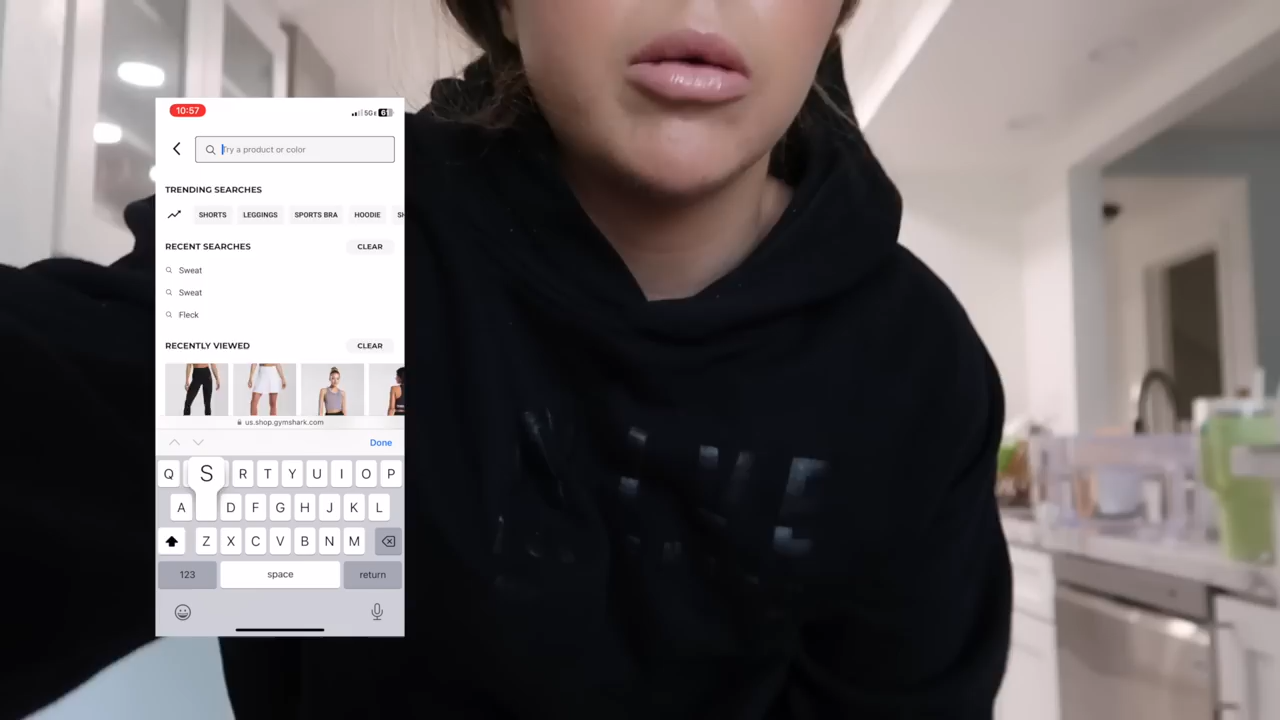 10:57
5G
Try a product or color
TRENDING SEARCHES
SHORTS LEGGINGS SPORTS BRA HOODIE
RECENT SEARCHES CLEAR
Sweat
Sweat
Fleck
RECENTLY VIEWED CLEAR
us.shop.gymshark.com
Done
Q S R T Y U I O P
A D F G H J K L
Z X C V B N M
123 space return